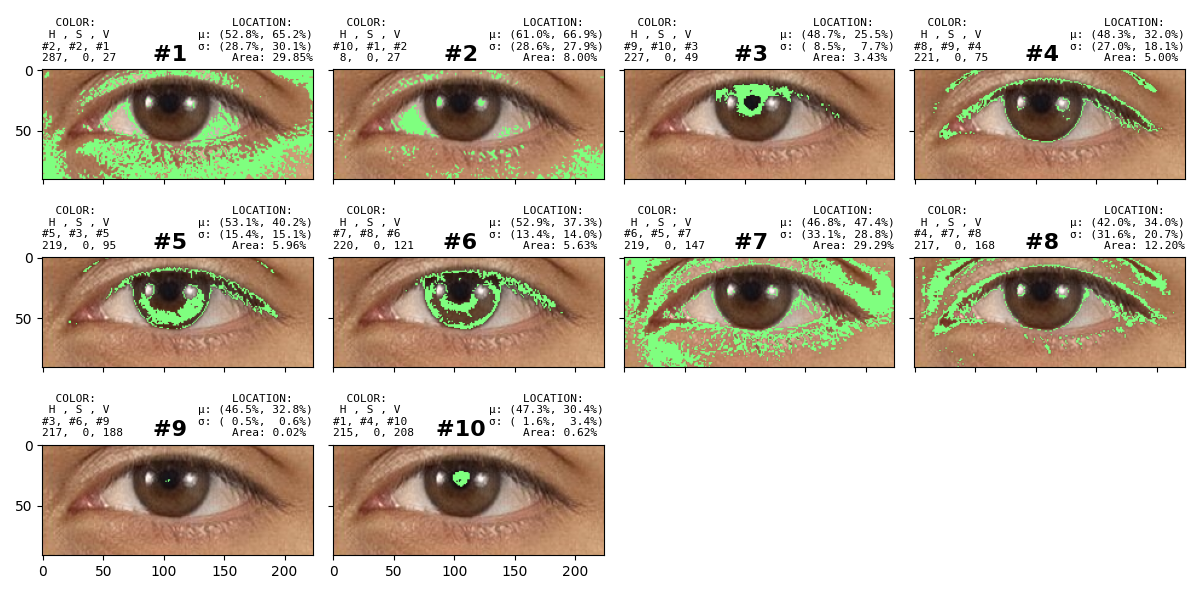 COLOR: LOCATION:
H , S , V μ: (52.8%, 65.2%)
#2, #2, #1 #1 σ: (28.7%, 30.1%)
287, 0, 27 Area: 29.85%
COLOR: LOCATION:
H , S , V μ: (61.0%, 66.9%)
#10, #1, #2 #2 σ: (28.6%, 27.9%)
8, 0, 27 Area: 8.00%
COLOR: LOCATION:
H , S , V μ: (48.7%, 25.5%)
#9, #10, #3 #3 σ: ( 8.5%, 7.7%)
227, 0, 49 Area: 3.43%
COLOR: LOCATION:
H , S , V μ: (48.3%, 32.0%)
#8, #9, #4 #4 σ: (27.0%, 18.1%)
221, 0, 75 Area: 5.00%
0
50
COLOR: LOCATION:
H , S , V μ: (53.1%, 40.2%)
#5, #3, #5 #5 σ: (15.4%, 15.1%)
219, 0, 95 Area: 5.96%
COLOR: LOCATION:
H , S , V μ: (52.9%, 37.3%)
#7, #8, #6 #6 σ: (13.4%, 14.0%)
220, 0, 121 Area: 5.63%
COLOR: LOCATION:
H , S , V μ: (46.8%, 47.4%)
#6, #5, #7 #7 σ: (33.1%, 28.8%)
219, 0, 147 Area: 29.29%
COLOR: LOCATION:
H , S , V μ: (42.0%, 34.0%)
#4, #7, #8 #8 σ: (31.6%, 20.7%)
217, 0, 168 Area: 12.20%
0
50
COLOR: LOCATION:
H , S , V μ: (46.5%, 32.8%)
#3, #6, #9 #9 σ: ( 0.5%, 0.6%)
217, 0, 188 Area: 0.02%
COLOR: LOCATION:
H , S , V μ: (47.3%, 30.4%)
#1, #4, #10 #10 σ: ( 1.6%, 3.4%)
215, 0, 208 Area: 0.62%
0
50
0 50 100 150 200
0 50 100 150 200